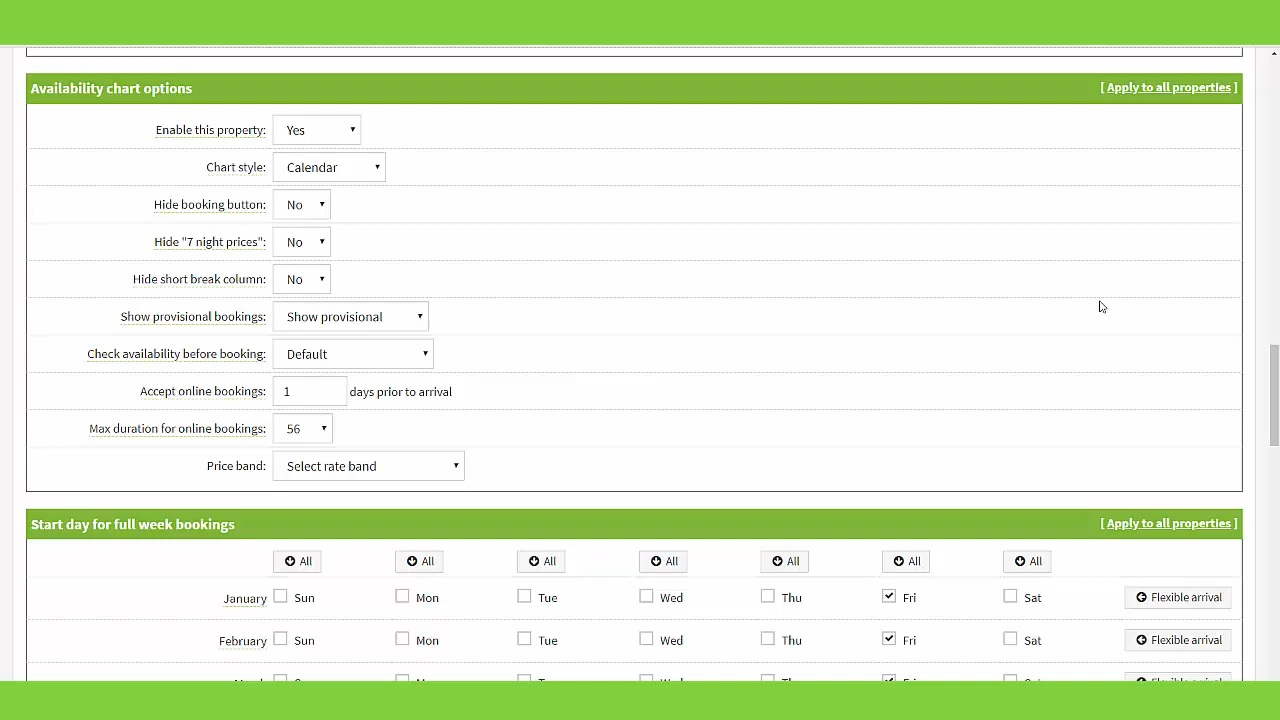 Availability chart options [ Apply to all properties ]
Enable this property: Yes
Chart style: Calendar
Hide booking button: No
Hide "7 night prices": No
Hide short break column: No
Show provisional bookings: Show provisional
Check availability before booking: Default
Accept online bookings: 1 days prior to arrival
Max duration for online bookings: 56
Price band: Select rate band
Start day for full week bookings [ Apply to all properties ]
All All All All All All All
January Sun Mon Tue Wed Thu Fri Sat Flexible arrival
February Sun Mon Tue Wed Thu Fri Sat Flexible arrival